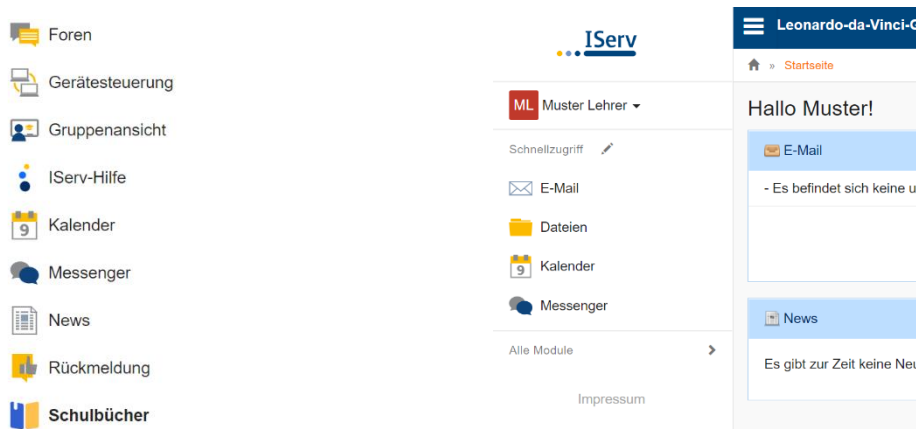 Foren
Gerätesteuerung
Gruppenansicht
IServ-Hilfe
9 Kalender
Messenger
News
Rückmeldung
Schulbücher
IServ
ML Muster Lehrer
Schnellzugriff
E-Mail
Dateien
9 Kalender
Messenger
Alle Module
Impressum
Leonardo-da-Vinci-G
» Startseite
Hallo Muster!
E-Mail
- Es befindet sich keine u
News
Es gibt zur Zeit keine Neu